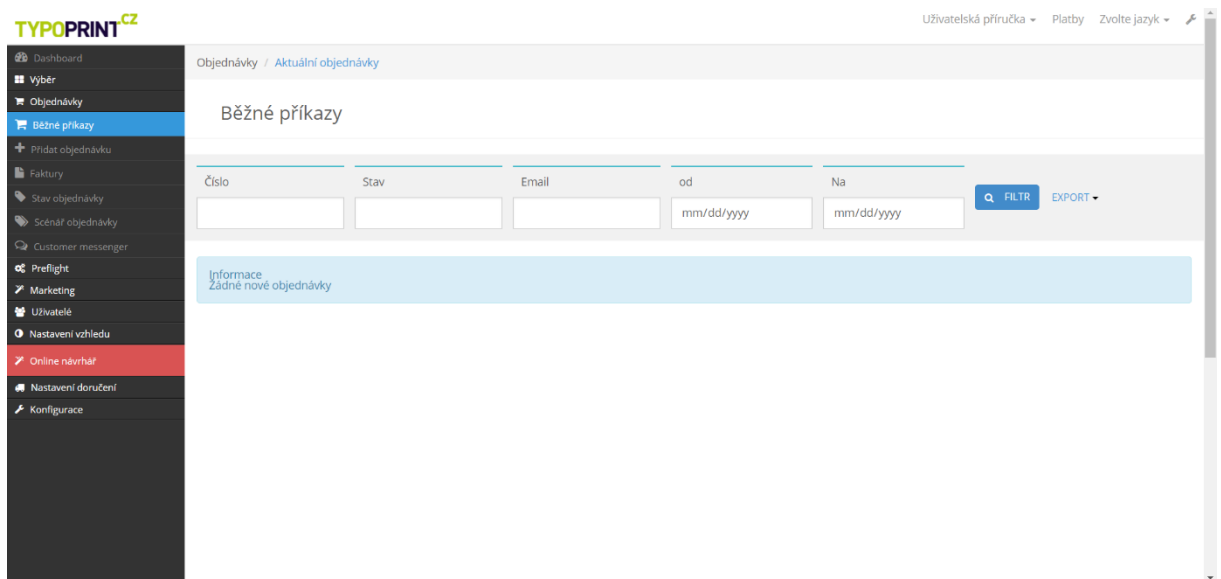 TYPOPRINT.CZ
Uživatelská příručka Platby Zvolte jazyk
Dashboard
Výběr
Objednávky
Běžné příkazy
Přidat objednávku
Faktury
Stav objednávky
Scénář objednávky
Customer messenger
Preflight
Marketing
Uživatelé
Nastavení vzhledu
Online návrhář
Nastavení doručení
Konfigurace
Objednávky / Aktuální objednávky
Běžné příkazy
Číslo Stav Email od Na
mm/dd/yyyy mm/dd/yyyy FILTR EXPORT
Informace
Žádné nové objednávky